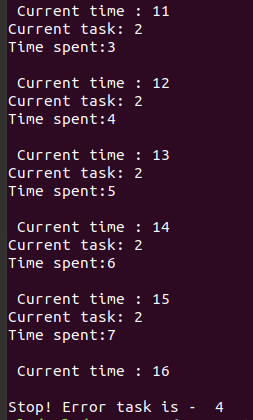 Current time : 11
Current task: 2
Time spent:3
Current time : 12
Current task: 2
Time spent:4
Current time : 13
Current task: 2
Time spent:5
Current time : 14
Current task: 2
Time spent:6
Current time : 15
Current task: 2
Time spent:7
Current time : 16
Stop! Error task is -  4